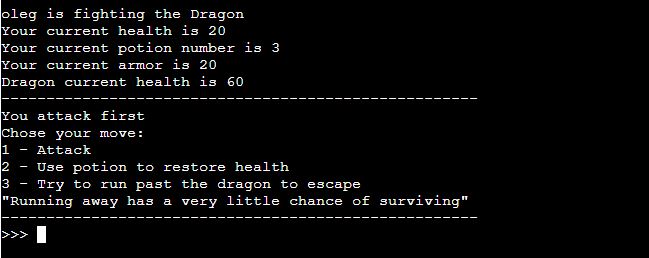 oleg is fighting the Dragon
Your current health is 20
Your current potion number is 3
Your current armor is 20
Dragon current health is 60
-----------------------------------------------------
You attack first
Chose your move:
1 - Attack
2 - Use potion to restore health
3 - Try to run past the dragon to escape
"Running away has a very little chance of surviving"
-----------------------------------------------------
>>>